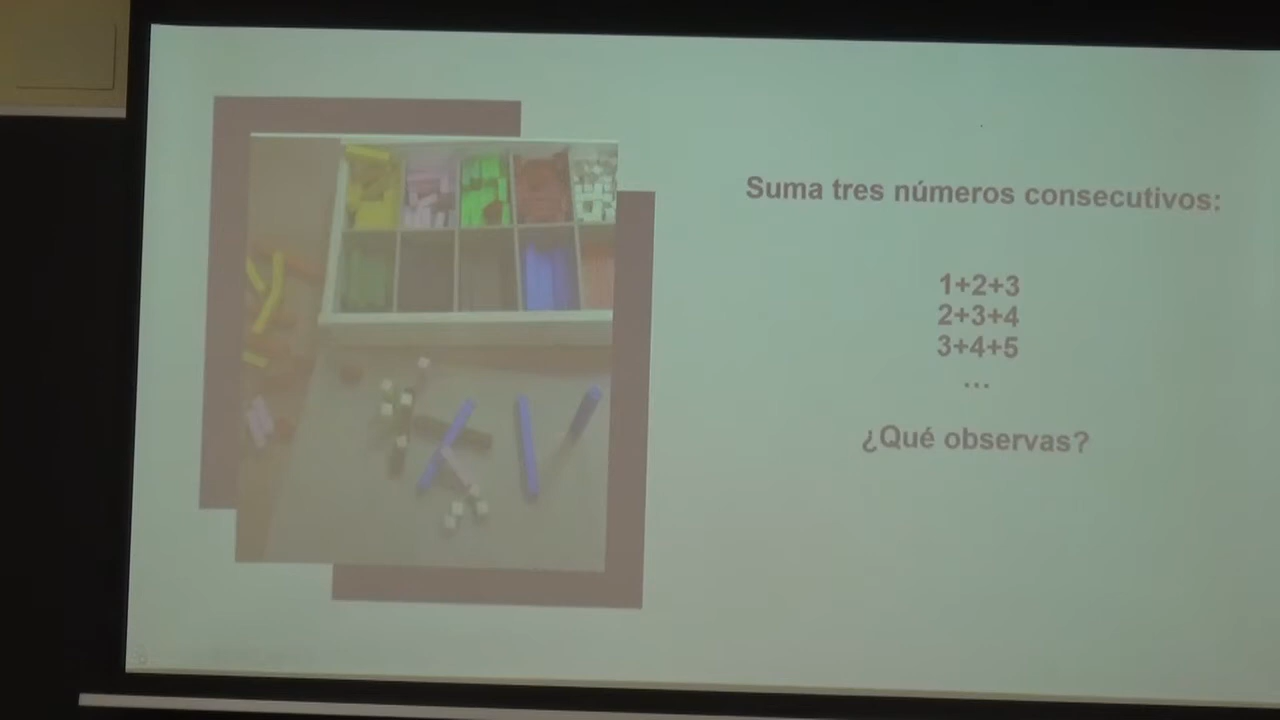 Suma tres números consecutivos:
1+2+3
2+3+4
3+4+5
...
¿Qué observas?